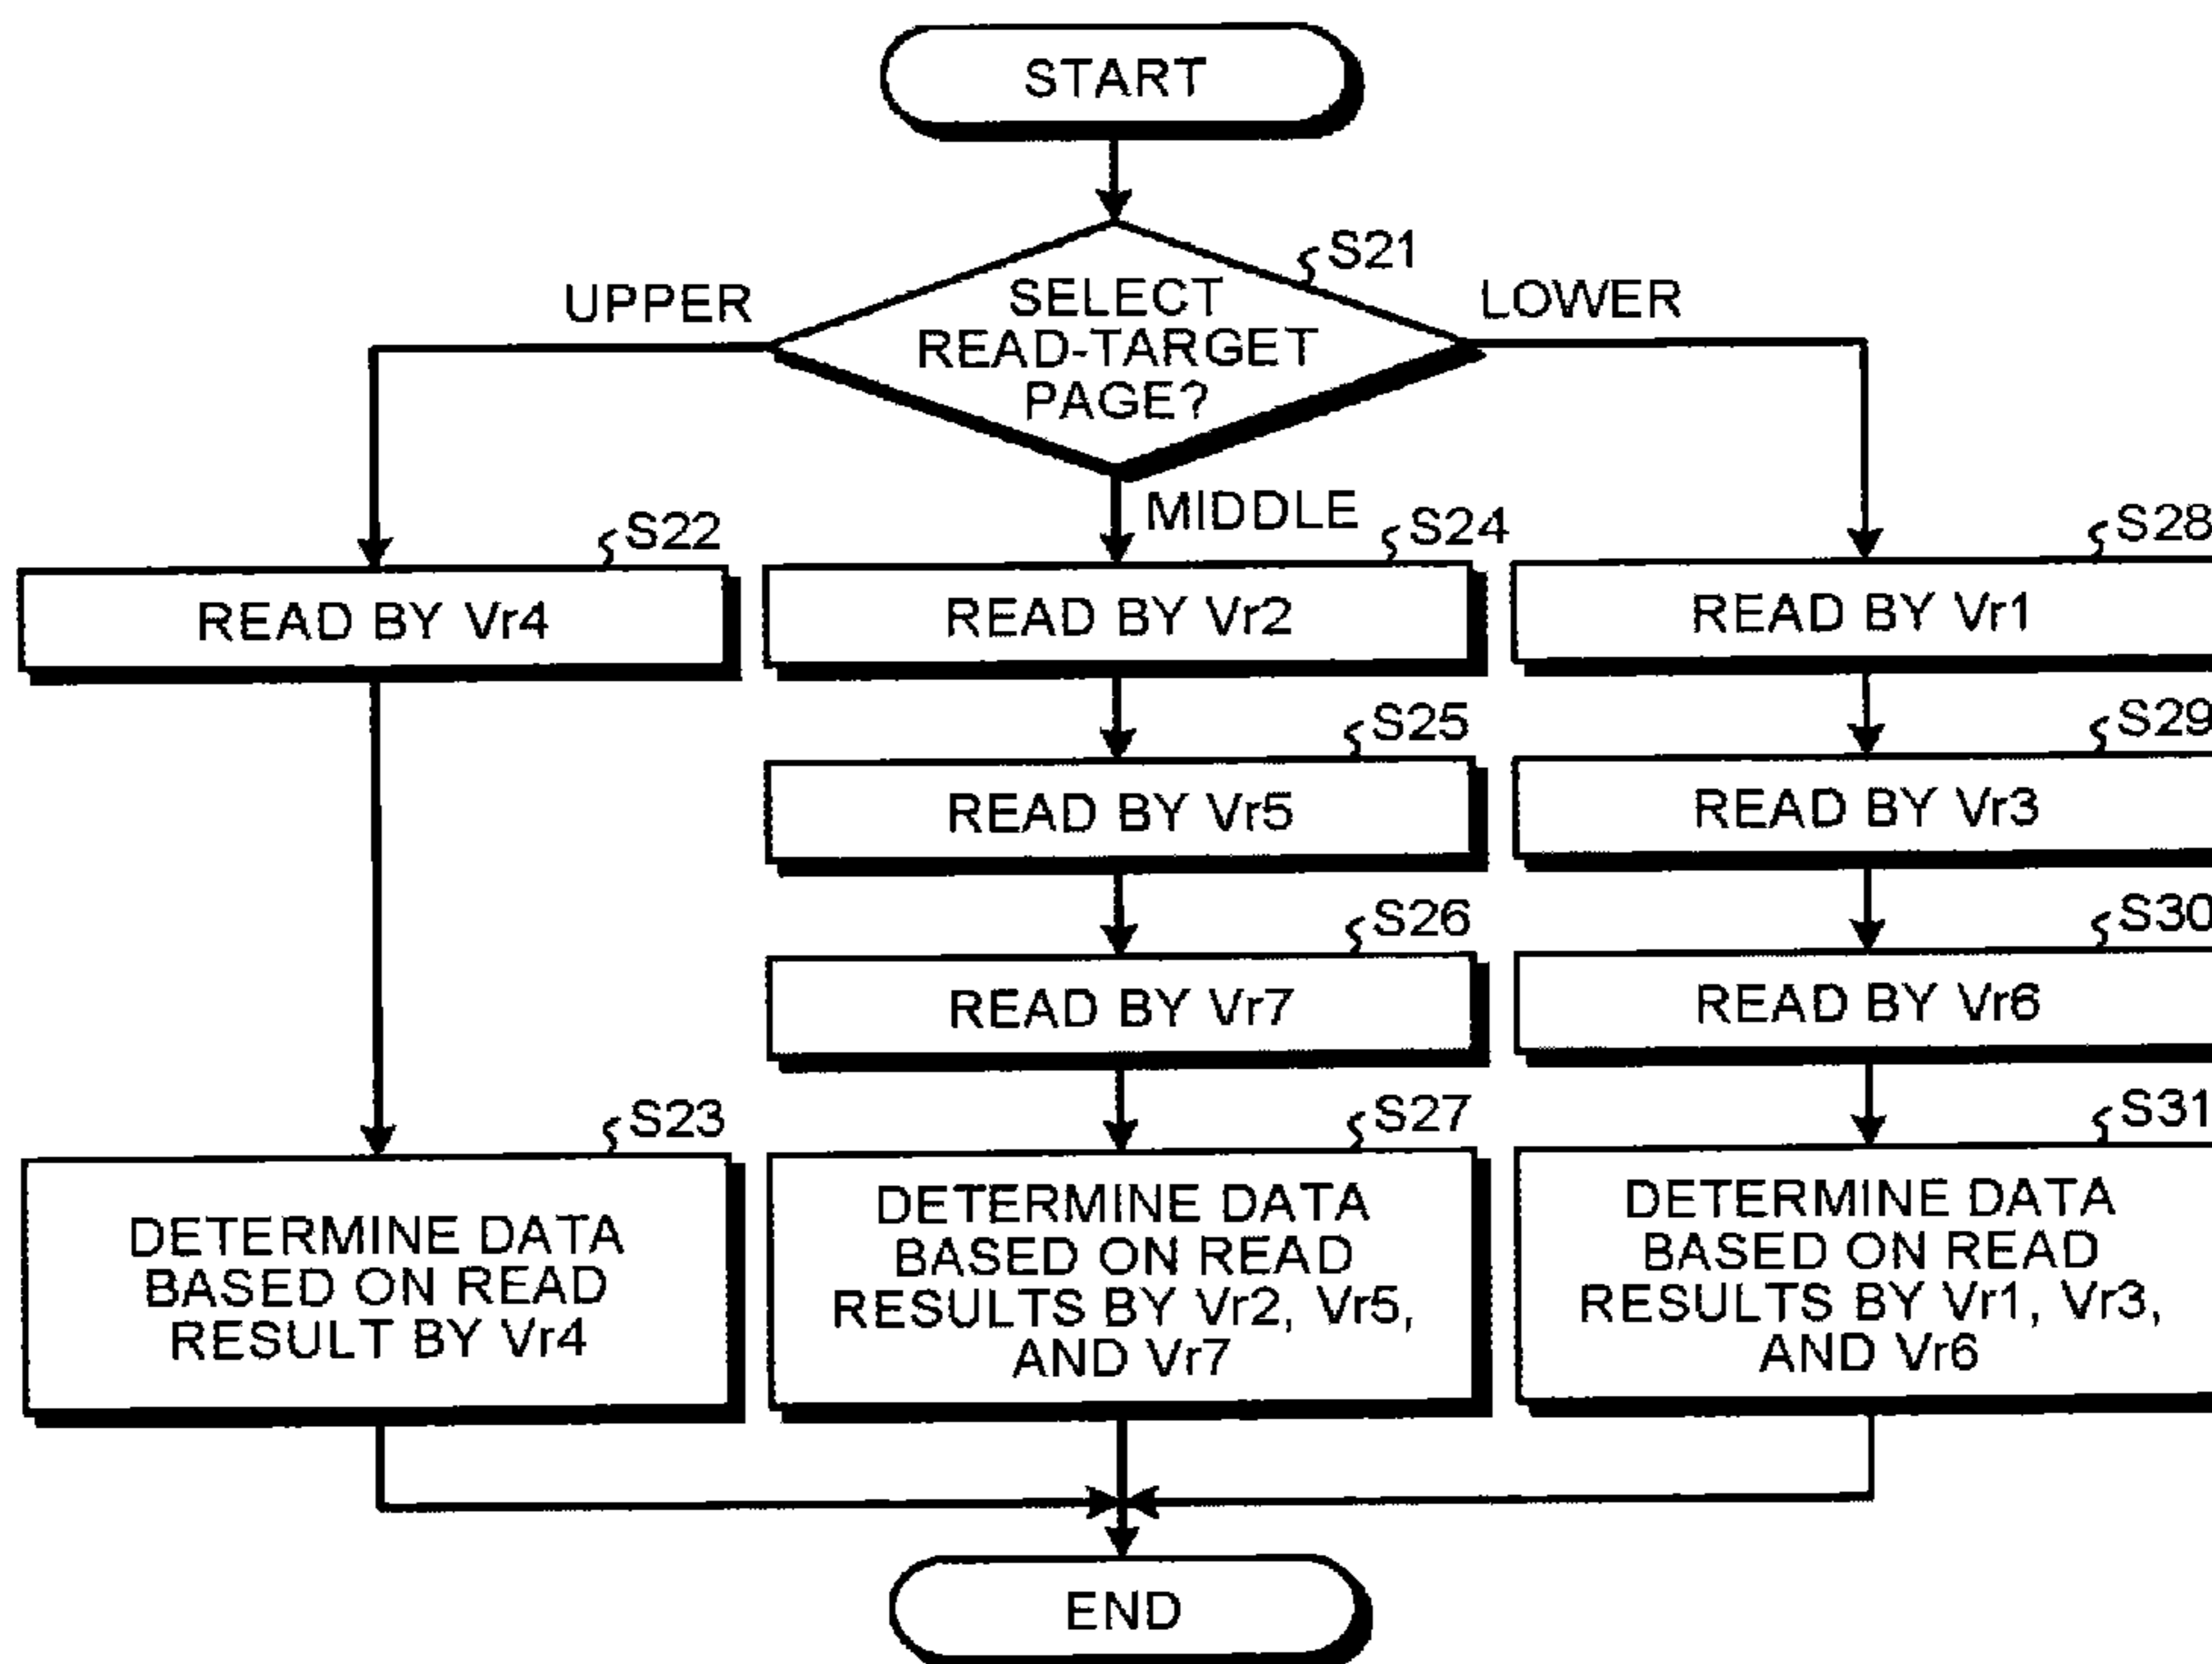 START
S21
SELECT
READ-TARGET
PAGE?
UPPER
LOWER
MIDDLE
S22
READ BY Vr4
S23
DETERMINE DATA
BASED ON READ
RESULT BY Vr4
S24
READ BY Vr2
S25
READ BY Vr5
S26
READ BY Vr7
S27
DETERMINE DATA
BASED ON READ
RESULTS BY Vr2, Vr5,
AND Vr7
S28
READ BY Vr1
S29
READ BY Vr3
S30
READ BY Vr6
S31
DETERMINE DATA
BASED ON READ
RESULTS BY Vr1, Vr3,
AND Vr6
END